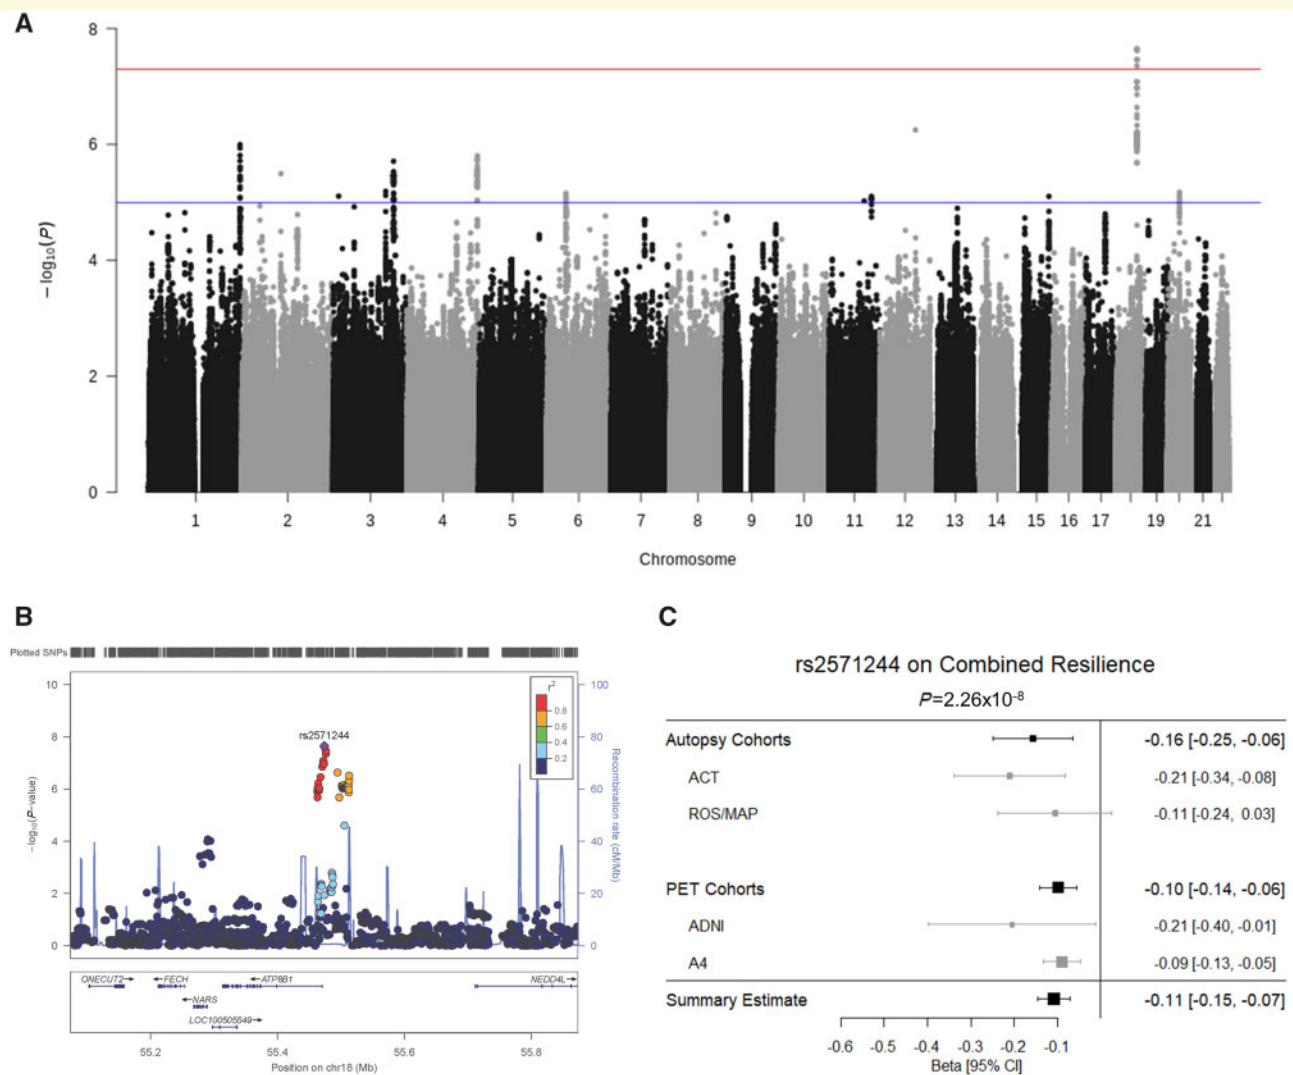 A
8
6
4
2
0
− log10(P)
1 2 3 4 5 6 7 8 9 10 11 12 13 14 15 16 17 19 21
Chromosome
B
Plotted SNPs
10
8
6
4
2
0
−log10(P−value)
rs2571244
r2
0.8
0.6
0.4
0.2
100
80
60
40
20
0
Recombination rate (cM/Mb)
ONECUT2→ ←FECH ←ATP8B1 NEDD4L→
←NARS
LOC100505549→
55.2 55.4 55.6 55.8
Position on chr18 (Mb)
C
rs2571244 on Combined Resilience
P=2.26x10-8
Autopsy Cohorts -0.16 [-0.25, -0.06]
ACT -0.21 [-0.34, -0.08]
ROS/MAP -0.11 [-0.24, 0.03]
PET Cohorts -0.10 [-0.14, -0.06]
ADNI -0.21 [-0.40, -0.01]
A4 -0.09 [-0.13, -0.05]
Summary Estimate -0.11 [-0.15, -0.07]
-0.6 -0.5 -0.4 -0.3 -0.2 -0.1
Beta [95% CI]